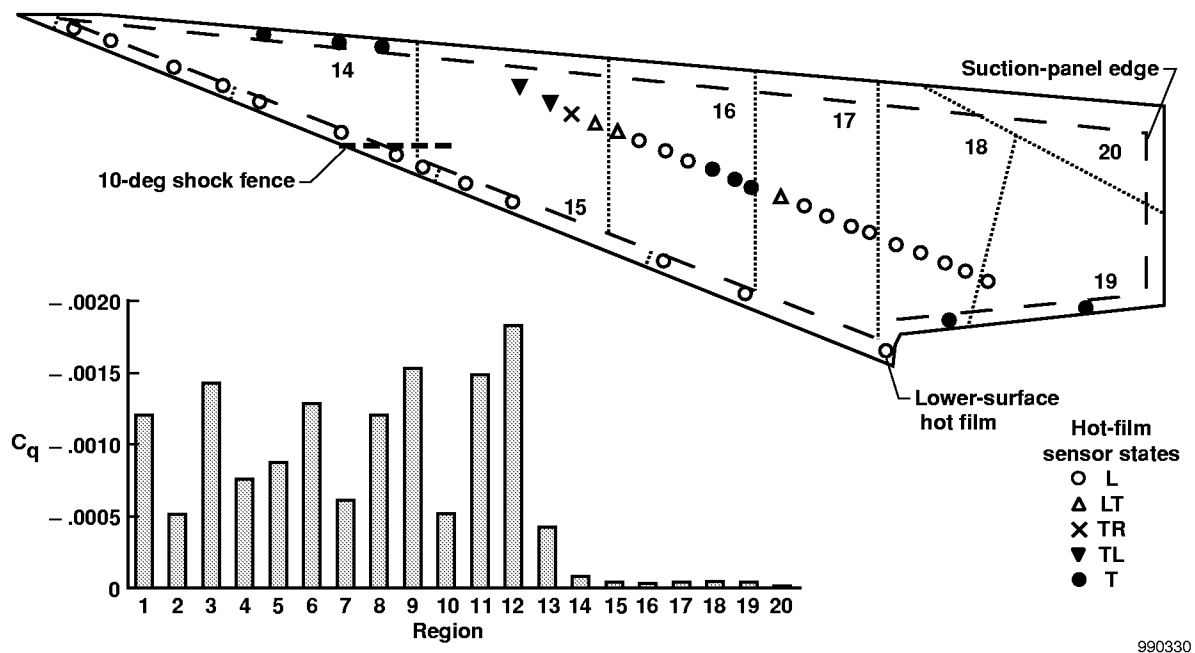 Suction-panel edge
14
16
17
18
20
10-deg shock fence
15
19
Lower-surface
hot film
Hot-film
sensor states
L
LT
TR
TL
T
– .0020
– .0015
– .0010
– .0005
0
Cq
1 2 3 4 5 6 7 8 9 10 11 12 13 14 15 16 17 18 19 20
Region
990330